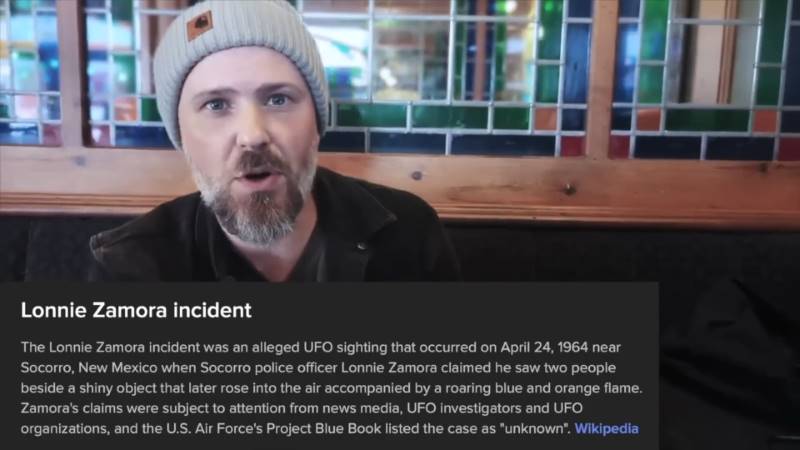 Lonnie Zamora incident
The Lonnie Zamora incident was an alleged UFO sighting that occurred on April 24, 1964 near
Socorro, New Mexico when Socorro police officer Lonnie Zamora claimed he saw two people
beside a shiny object that later rose into the air accompanied by a roaring blue and orange flame.
Zamora's claims were subject to attention from news media, UFO investigators and UFO
organizations, and the U.S. Air Force's Project Blue Book listed the case as "unknown". Wikipedia